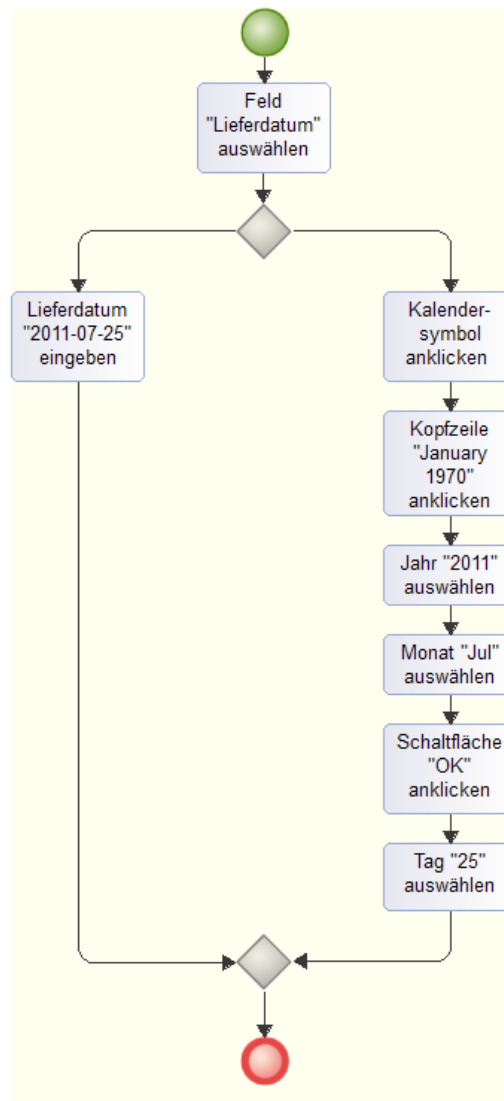 Feld
"Lieferdatum"
auswählen
Lieferdatum
"2011-07-25"
eingeben
Kalender-
symbol
anklicken
Kopfzeile
"January
1970"
anklicken
Jahr "2011"
auswählen
Monat "Jul"
auswählen
Schaltfläche
"OK"
anklicken
Tag "25"
auswählen